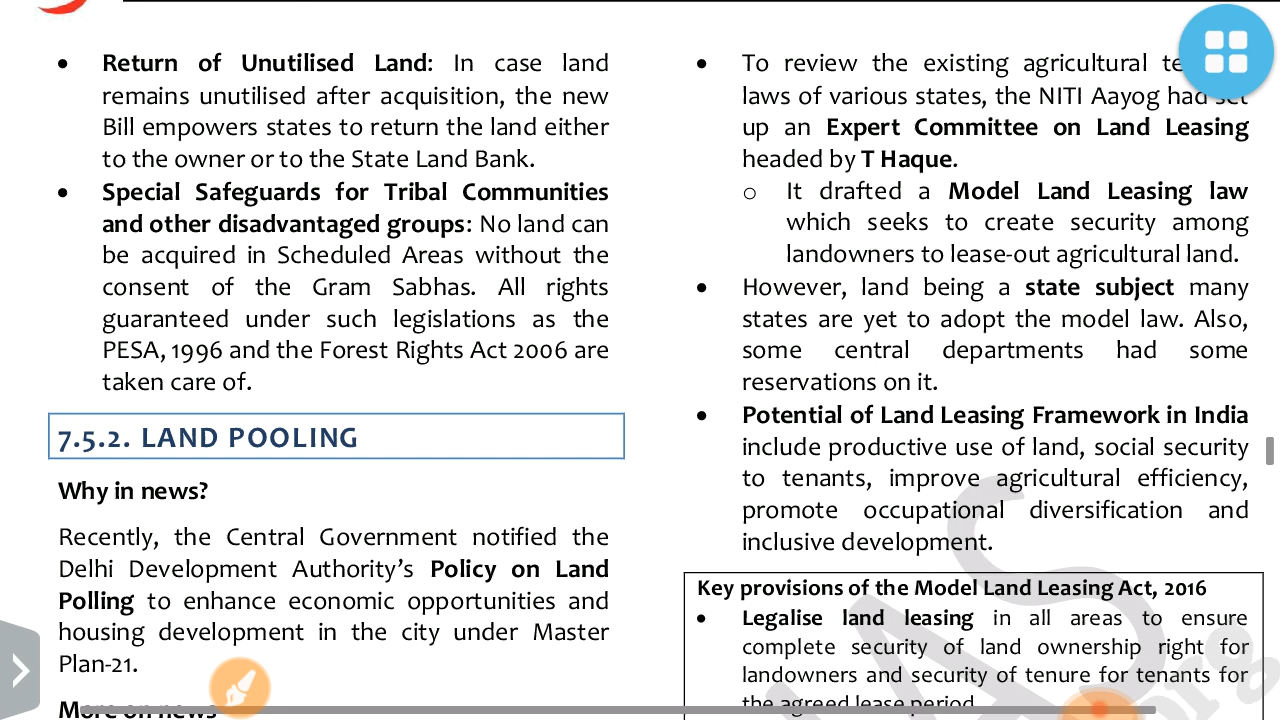 • Return of Unutilised Land: In case land
remains unutilised after acquisition, the new
Bill empowers states to return the land either
to the owner or to the State Land Bank.
• Special Safeguards for Tribal Communities
and other disadvantaged groups: No land can
be acquired in Scheduled Areas without the
consent of the Gram Sabhas. All rights
guaranteed under such legislations as the
PESA, 1996 and the Forest Rights Act 2006 are
taken care of.
7.5.2. LAND POOLING
Why in news?
Recently, the Central Government notified the
Delhi Development Authority’s Policy on Land
Polling to enhance economic opportunities and
housing development in the city under Master
Plan-21.
More on news
• To review the existing agricultural
laws of various states, the NITI Aayog had set
up an Expert Committee on Land Leasing
headed by T Haque.
o It drafted a Model Land Leasing law
which seeks to create security among
landowners to lease-out agricultural land.
• However, land being a state subject many
states are yet to adopt the model law. Also,
some central departments had some
reservations on it.
• Potential of Land Leasing Framework in India
include productive use of land, social security
to tenants, improve agricultural efficiency,
promote occupational diversification and
inclusive development.
Key provisions of the Model Land Leasing Act, 2016
• Legalise land leasing in all areas to ensure
complete security of land ownership right for
landowners and security of tenure for tenants for
the agreed lease period